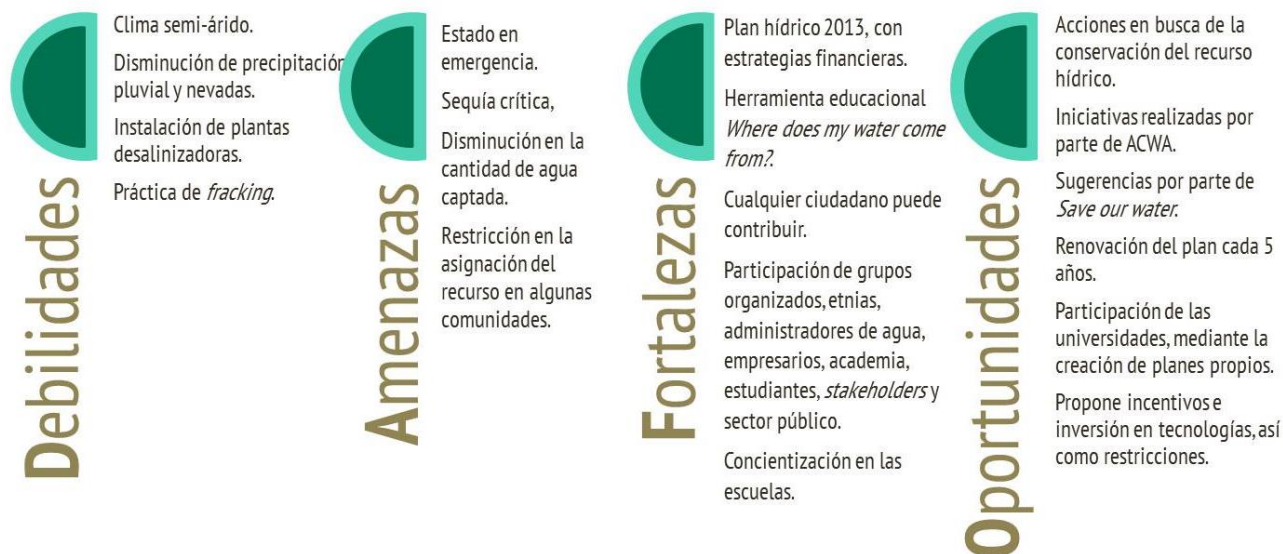 Debilidades
Clima semi-árido.
Disminución de precipitación
pluvial y nevadas.
Instalación de plantas
desalinizadoras.
Práctica de fracking.
Amenazas
Estado en
emergencia.
Sequía crítica,
Disminución en la
cantidad de agua
captada.
Restricción en la
asignación del
recurso en algunas
comunidades.
Fortalezas
Plan hídrico 2013, con
estrategias financieras.
Herramienta educacional
Where does my water come
from?.
Cualquier ciudadano puede
contribuir.
Participación de grupos
organizados, etnias,
administradores de agua,
empresarios, academia,
estudiantes, stakeholders y
sector público.
Concientización en las
escuelas.
Oportunidades
Acciones en busca de la
conservación del recurso
hídrico.
Iniciativas realizadas por
parte de ACWA.
Sugerencias por parte de
Save our water.
Renovación del plan cada 5
años.
Participación de las
universidades, mediante la
creación de planes propios.
Propone incentivos e
inversión en tecnologías, así
como restricciones.